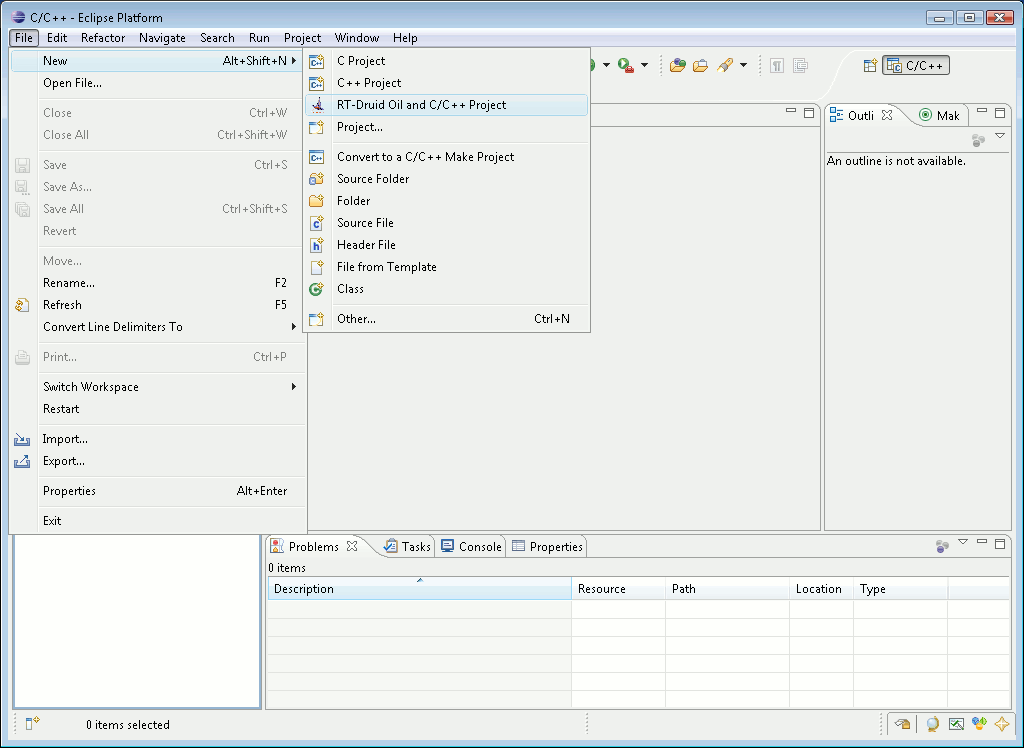 C/C++ - Eclipse Platform
File Edit Refactor Navigate Search Run Project Window Help
New Alt+Shift+N
Open File...
Close Ctrl+W
Close All Ctrl+Shift+W
Save Ctrl+S
Save As...
Save All Ctrl+Shift+S
Revert
Move...
Rename... F2
Refresh F5
Convert Line Delimiters To
Print... Ctrl+P
Switch Workspace
Restart
Import...
Export...
Properties Alt+Enter
Exit
C Project
C++ Project
RT-Druid Oil and C/C++ Project
Project...
Convert to a C/C++ Make Project
Source Folder
Folder
Source File
Header File
File from Template
Class
Other... Ctrl+N
C/C++
Outli Mak
An outline is not available.
Problems Tasks Console Properties
0 items
Description Resource Path Location Type
0 items selected